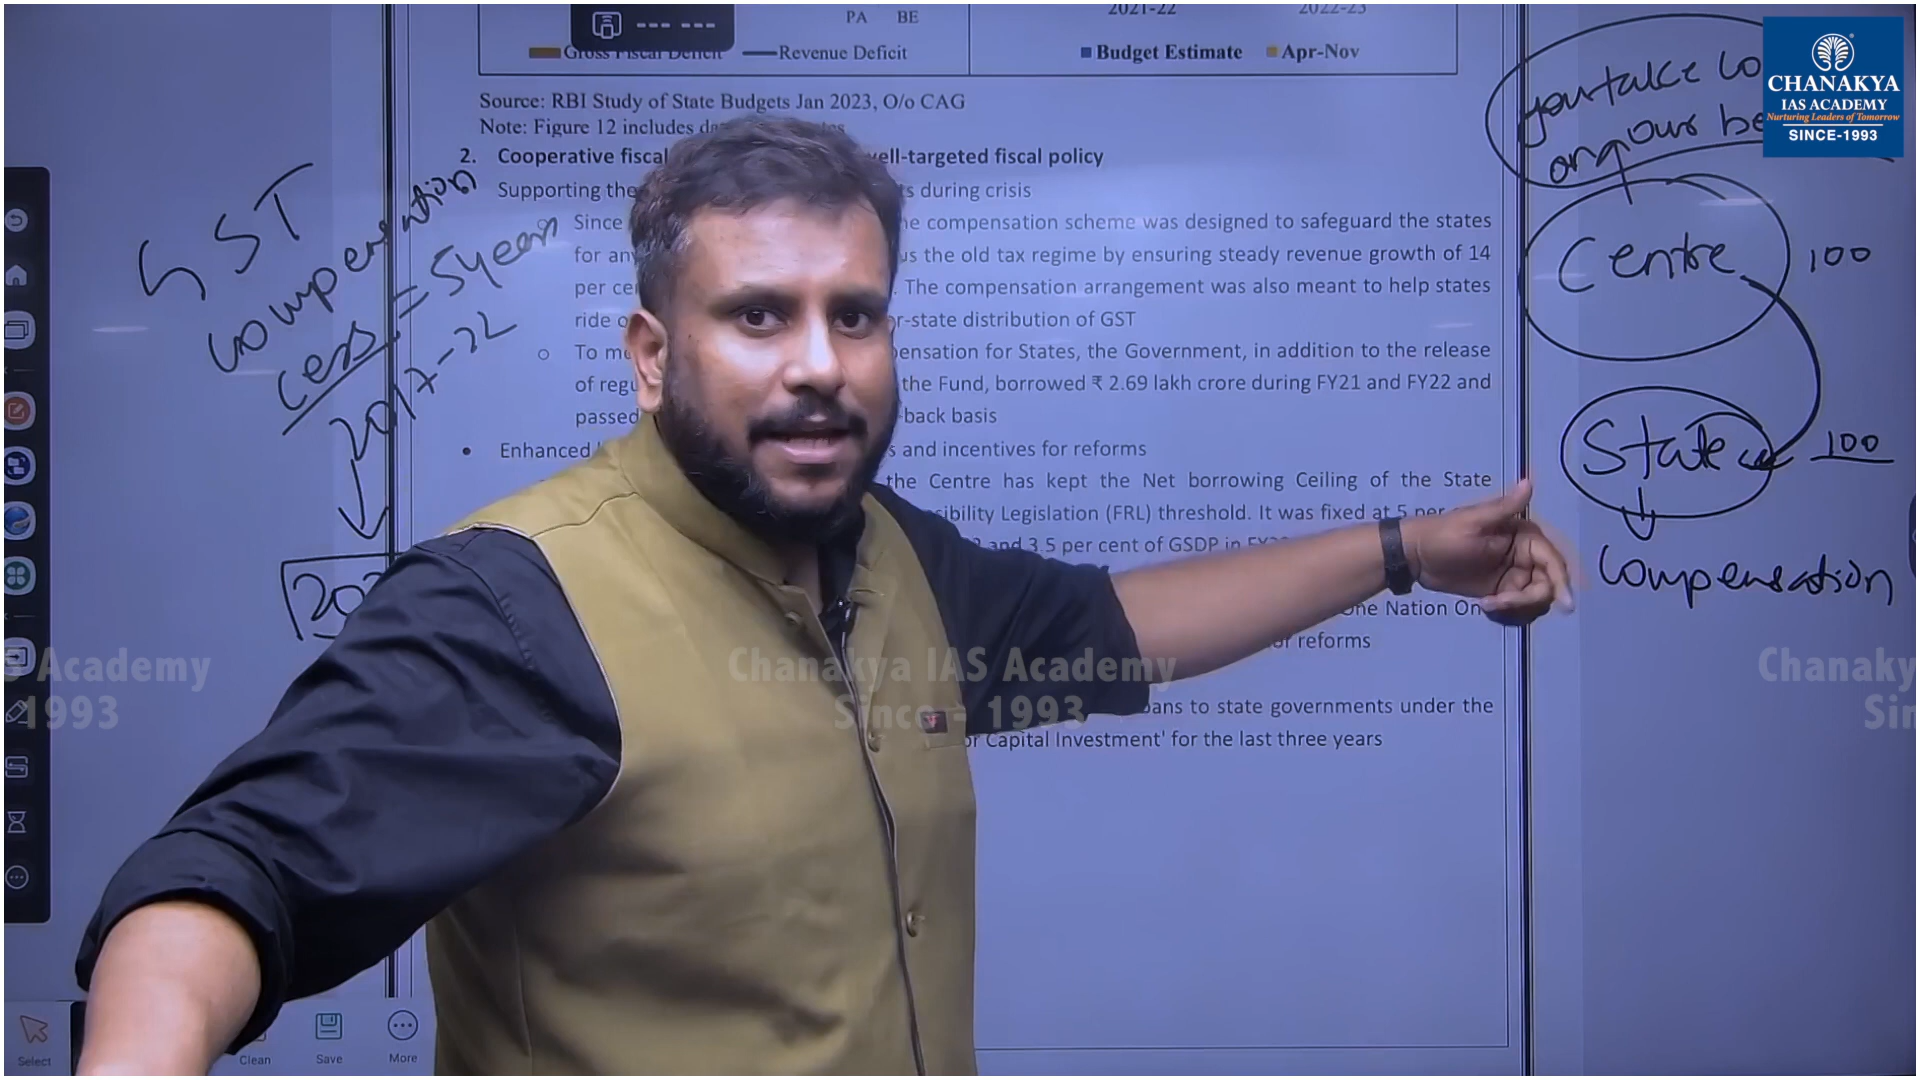 PA BE
2021-22 2022-23
Gross Fiscal Deficit Revenue Deficit
Budget Estimate Apr-Nov
Source: RBI Study of State Budgets Jan 2023, O/o CAG
Note: Figure 12 includes
2. Cooperative fiscal well-targeted fiscal policy
Supporting the during crisis
Since compensation scheme was designed to safeguard the states
for the old tax regime by ensuring steady revenue growth of 14
per The compensation arrangement was also meant to help states
ride distribution of GST
To for States, the Government, in addition to the release
of the Fund, borrowed ₹ 2.69 lakh crore during FY21 and FY22 and
passed back basis
Enhanced and incentives for reforms
the Centre has kept the Net borrowing Ceiling of the State
Legislation (FRL) threshold. It was fixed at 5 per
and 3.5 per cent of GSDP in
One Nation
reforms
to state governments under the
Capital Investment' for the last three years
GST
compensation
cess = 5 years
2017-22
you take
on your
Centre 100
State 100
compensation
CHANAKYA
IAS ACADEMY
Nurturing Leaders of Tomorrow
SINCE-1993
Academy
1993
Chanakya IAS Academy
Since - 1993
Select
Clean
Save
More